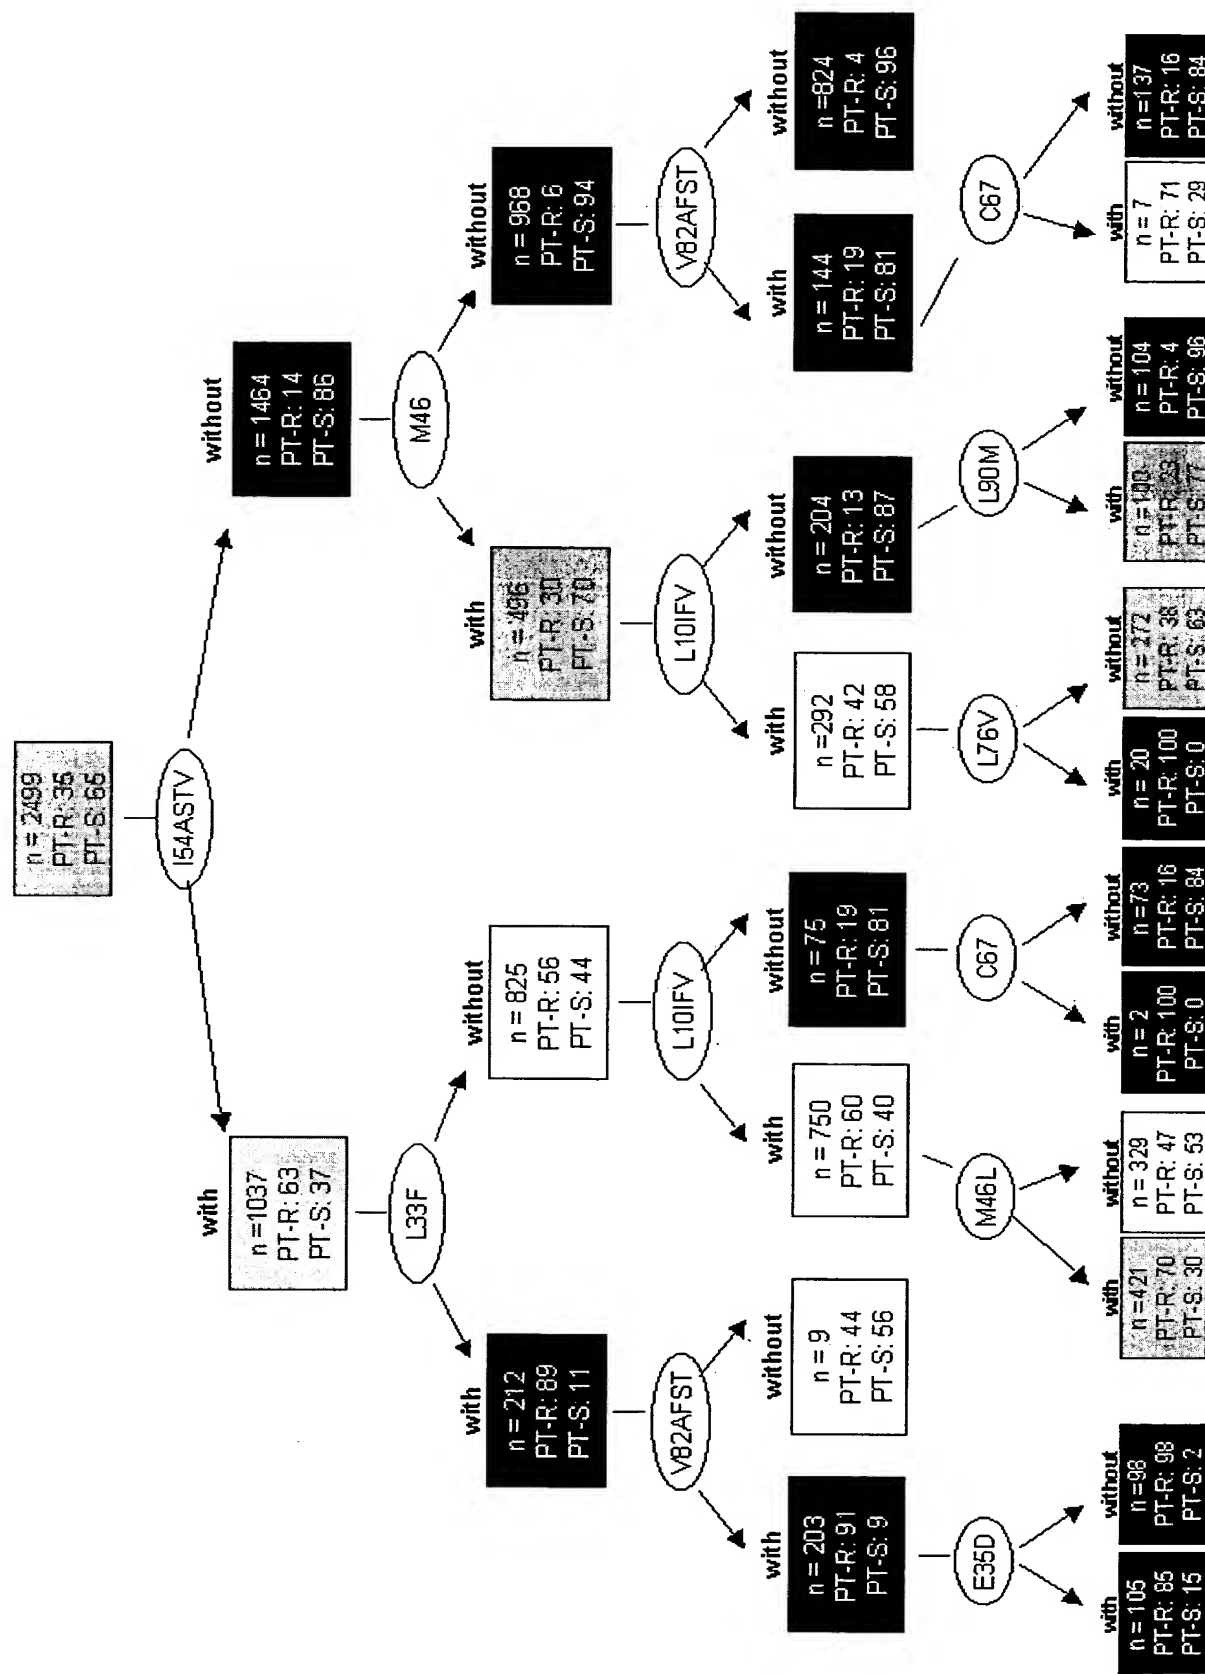 n = 2499
PT-R: 35
PT-S: 65
I54ASTV
with
n =1037
PT-R: 63
PT-S: 37
without
n = 1464
PT-R: 14
PT-S: 86
L33F
M46
with
n = 212
PT-R: 89
PT-S: 11
without
n = 825
PT-R: 56
PT-S: 44
with
n = 496
PT-R: 30
PT-S: 70
without
n = 968
PT-R: 6
PT-S: 94
V82AFST
L10IFV
L10IFV
V82AFST
with
n = 203
PT-R: 91
PT-S: 9
without
n = 9
PT-R: 44
PT-S: 56
with
n = 750
PT-R: 60
PT-S: 40
without
n =75
PT-R: 19
PT-S: 81
with
n=292
PT-R: 42
PT-S: 58
without
n = 204
PT-R: 13
PT-S: 87
with
n = 144
PT-R: 19
PT-S: 81
without
n =824
PT-R: 4
PT-S: 96
E35D
M46L
C67
L76V
L90M
C67
with
n = 105
PT-R: 85
PT-S: 15
without
n =98
PT-R: 98
PT-S: 2
with
n =421
PT-R: 70
PT-S: 30
without
n = 329
PT-R: 47
PT-S: 53
with
n = 2
PT-R: 100
PT-S: 0
without
n =73
PT-R: 16
PT-S: 84
with
n = 20
PT-R: 100
PT-S: 0
without
n = 272
PT-R: 38
PT-S: 63
with
n =100
PT-R: 23
PT-S: 77
without
n = 104
PT-R: 4
PT-S: 96
with
n = 7
PT-R: 71
PT-S: 29
without
n =137
PT-R: 16
PT-S: 84